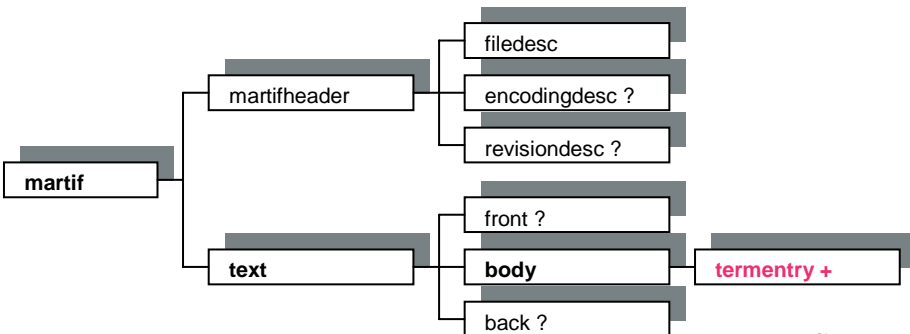 filedesc
martifheader
encodingdesc ?
revisiondesc ?
martif
front ?
text
body
termentry +
back ?